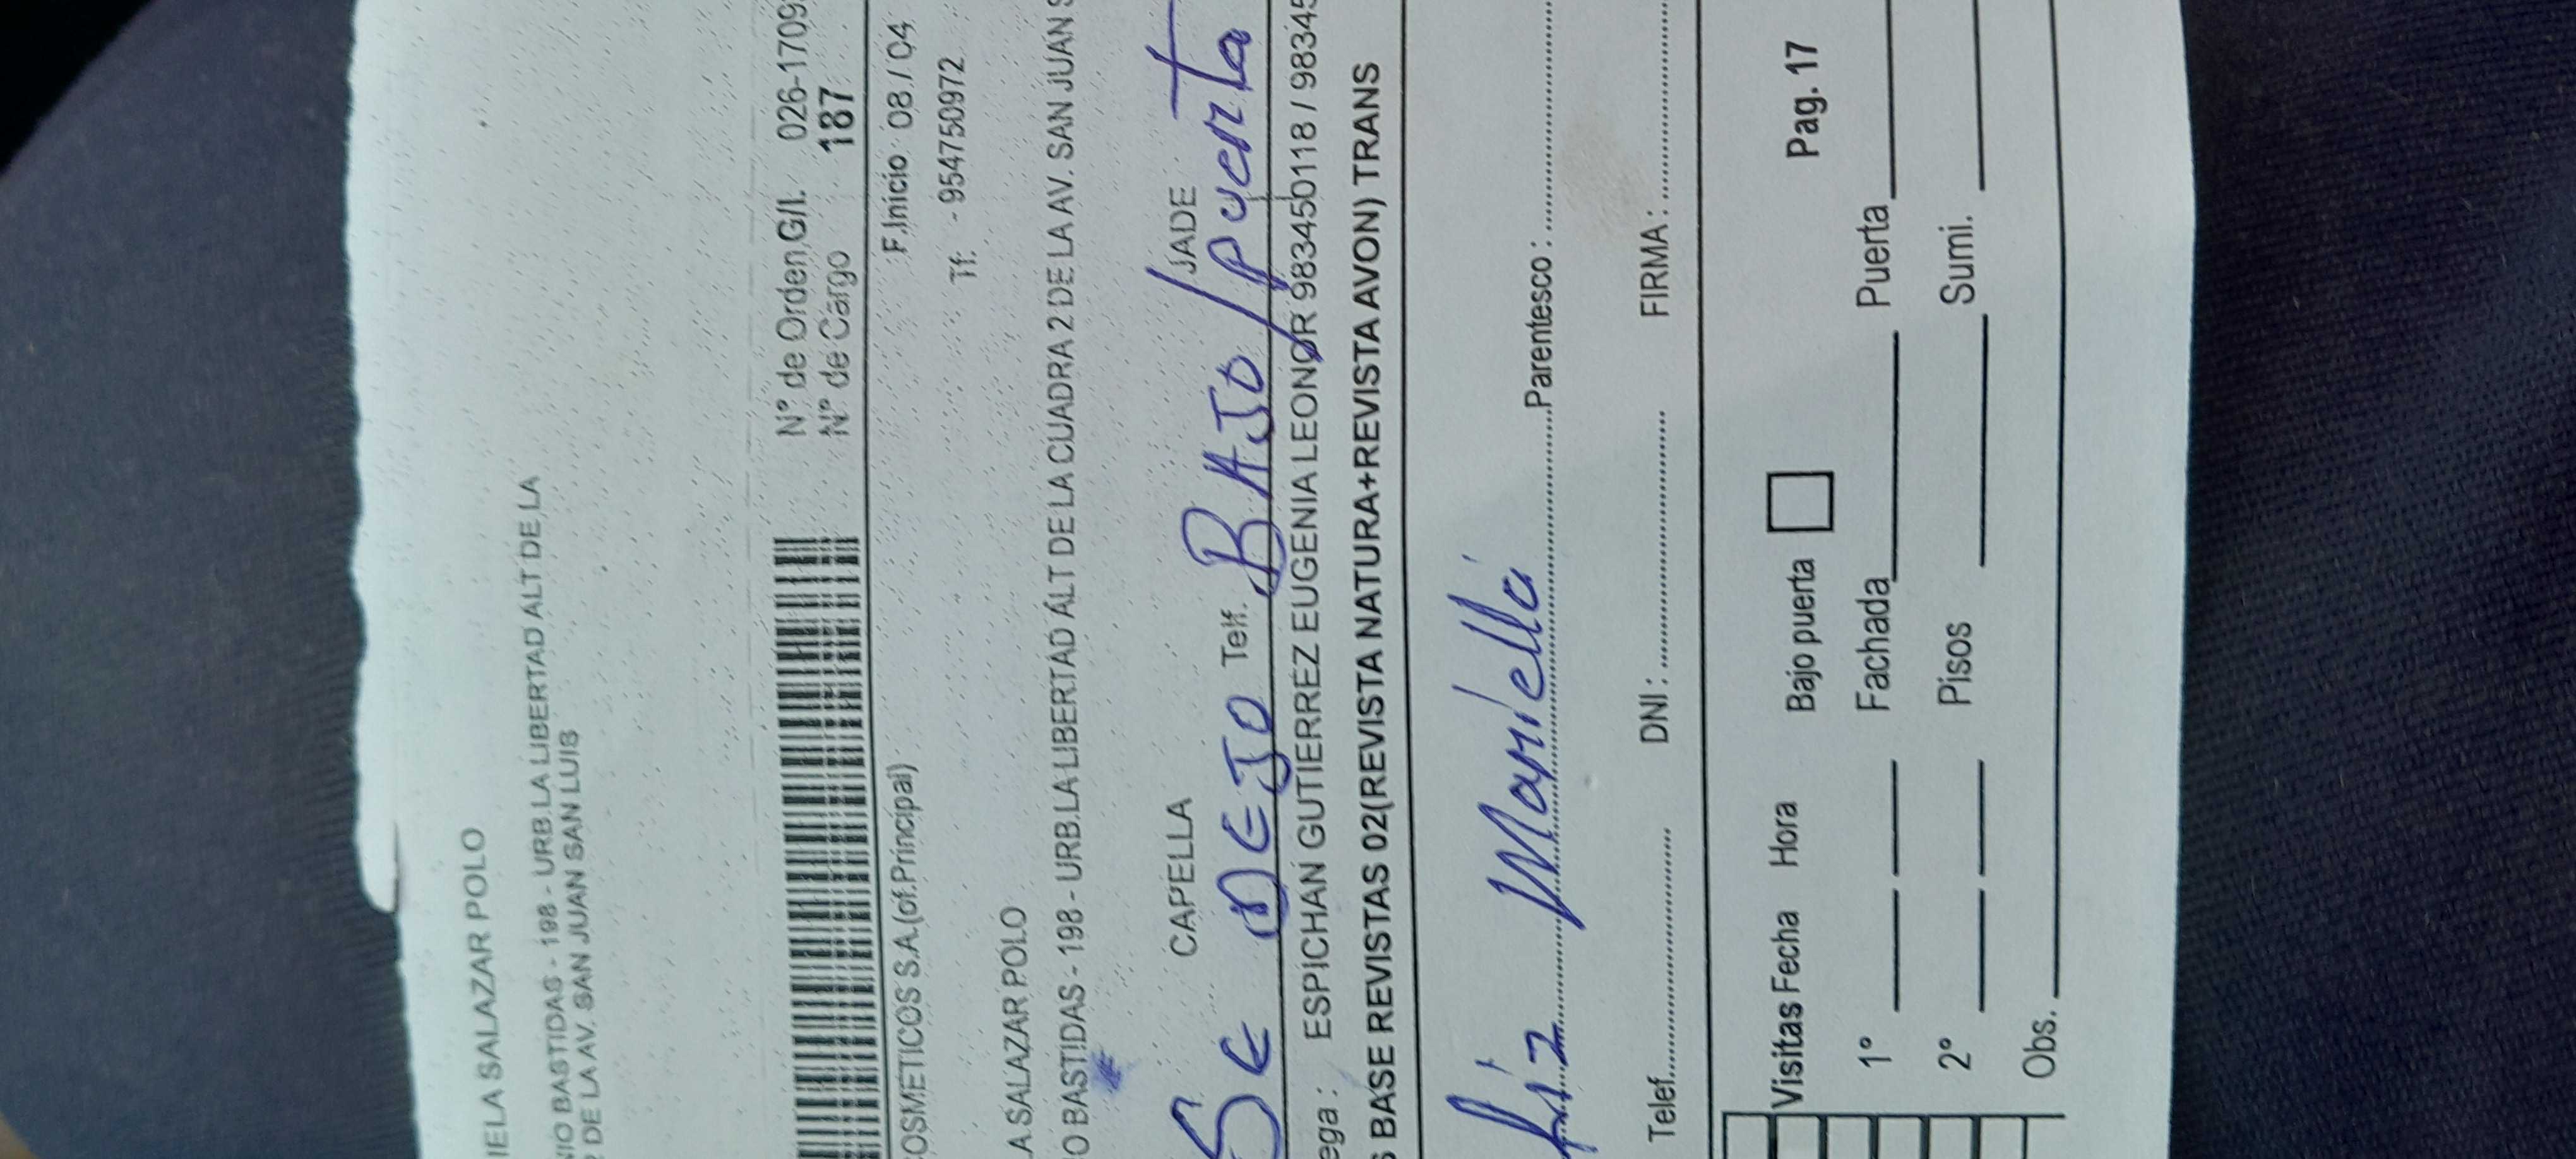 IELA SALAZAR POLO
NIO BASTIDAS - 198 - URB.LA LIBERTAD ALT DE LA
2 DE LA AV. SAN JUAN SAN LUIS
N° de Orden.G/I. 026-1709
N° de Cargo 187
COSMETICOS S.A.(of.Principal) F.Inicio 08 / 04
Tf: - 954750972
A SALAZAR POLO
O BASTIDAS - 198 - URB.LA LIBERTAD ALT DE LA CUADRA 2 DE LA AV. SAN JUAN S
CAPELLA JADE
Se DEJO Telf. BAJO / puerta
ega : ESPICHAN GUTIERREZ EUGENIA LEONOR 983450118 / 98345
S BASE REVISTAS 02(REVISTA NATURA+REVISTA AVON) TRANS
Liz Mariella Parentesco :
Telef. DNI : FIRMA :
Visitas Fecha Hora Bajo puerta Pag. 17
1° Fachada Puerta
2° Pisos Sumi.
Obs.